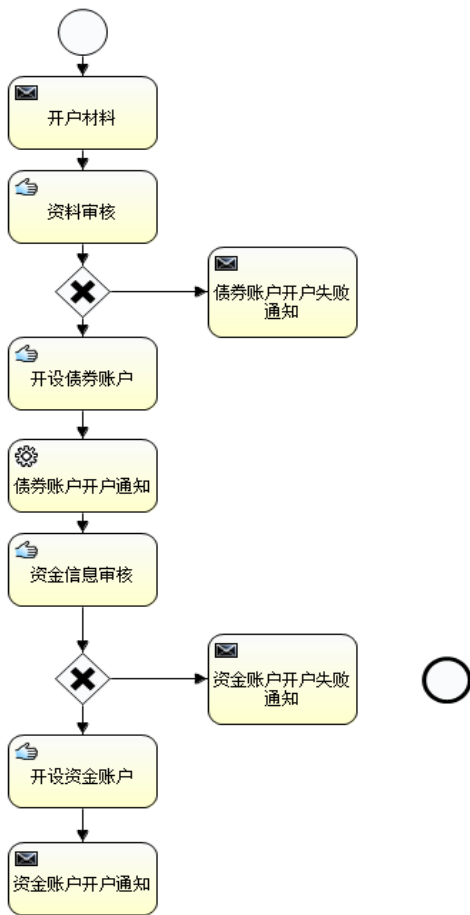 开户材料
资料审核
债券账户开户失败
通知
开设债券账户
债券账户开户通知
资金信息审核
资金账户开户失败
通知
开设资金账户
资金账户开户通知